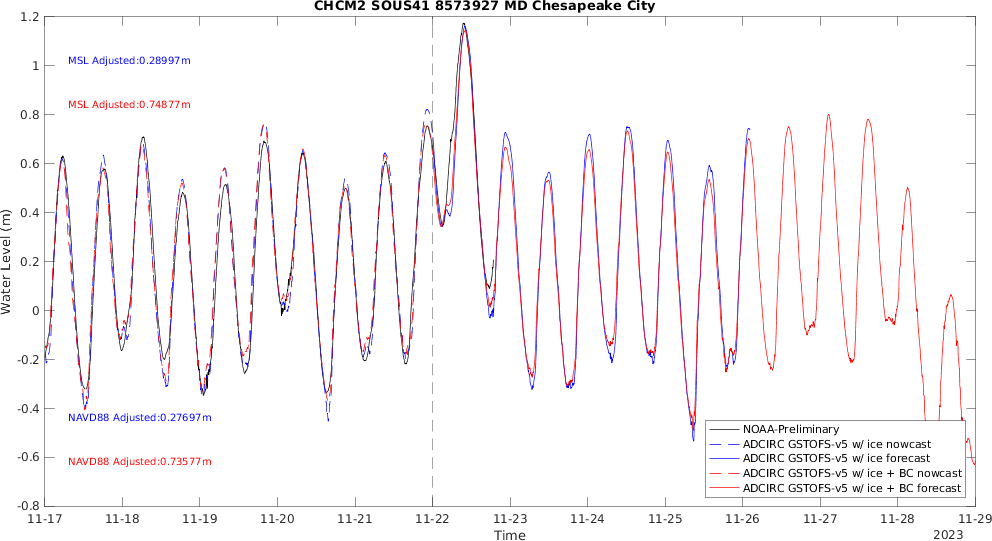 CHCM2 SOUS41 8573927 MD Chesapeake City
1.2
1
0.8
0.6
0.4
0.2
0
-0.2
-0.4
-0.6
-0.8
Water Level (m)
MSL Adjusted:0.28997m
MSL Adjusted:0.74877m
NAVD88 Adjusted:0.27697m
NAVD88 Adjusted:0.73577m
NOAA-Preliminary
ADCIRC GSTOFS-v5 w/ ice nowcast
ADCIRC GSTOFS-v5 w/ ice forecast
ADCIRC GSTOFS-v5 w/ ice + BC nowcast
ADCIRC GSTOFS-v5 w/ ice + BC forecast
11-17 11-18 11-19 11-20 11-21 11-22 11-23 11-24 11-25 11-26 11-27 11-28 11-29
Time
2023